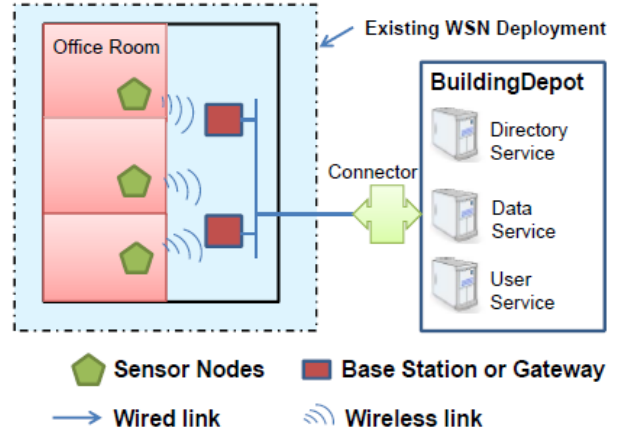 Existing WSN Deployment
Office Room
BuildingDepot
Directory
Service
Connector
Data
Service
User
Service
Sensor Nodes
Base Station or Gateway
Wired link
Wireless link